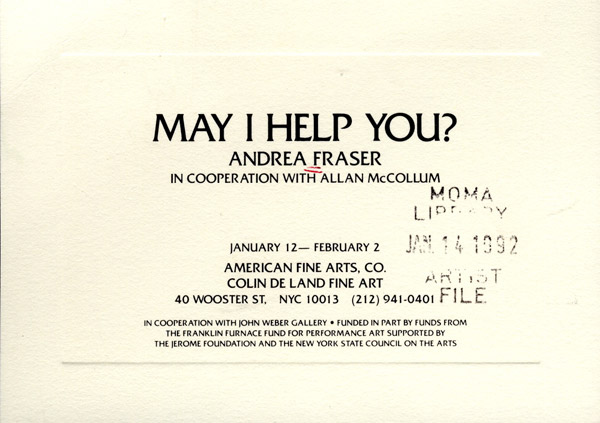 MAY I HELP YOU?
ANDREA FRASER
IN COOPERATION WITH ALLAN McCOLLUM
MOMA
LIBRARY
JAN 14 1992
ARTIST
FILE
JANUARY 12— FEBRUARY 2
AMERICAN FINE ARTS, CO.
COLIN DE LAND FINE ART
40 WOOSTER ST, NYC 10013 (212) 941-0401
IN COOPERATION WITH JOHN WEBER GALLERY • FUNDED IN PART BY FUNDS FROM
THE FRANKLIN FURNACE FUND FOR PERFORMANCE ART SUPPORTED BY
THE JEROME FOUNDATION AND THE NEW YORK STATE COUNCIL ON THE ARTS